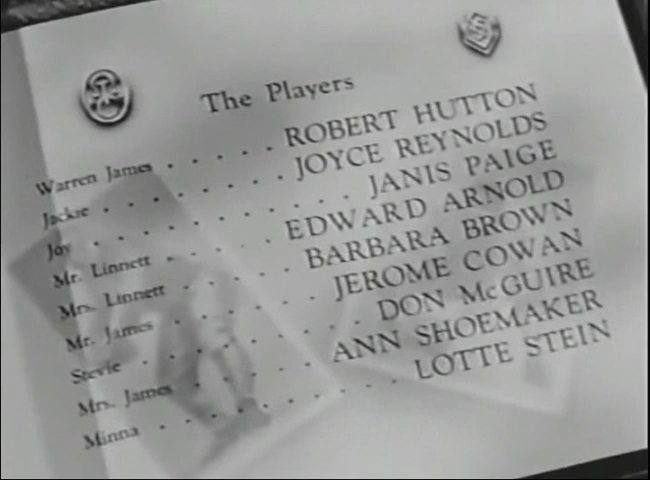 The Players
Warren James . . . . . ROBERT HUTTON
Jackie . . . . . . . . JOYCE REYNOLDS
Joy . . . . . . . . . . . JANIS PAIGE
Mr. Linnett . . . . . EDWARD ARNOLD
Mrs. Linnett . . . . . BARBARA BROWN
Mr. James . . . . . . JEROME COWAN
Stevie . . . . . . . . . DON McGUIRE
Mrs. James . . . . . ANN SHOEMAKER
Minna . . . . . . . . . . LOTTE STEIN